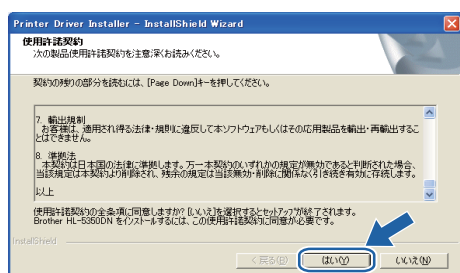 Printer Driver Installer - InstallShield Wizard
使用許諾契約
次の製品使用許諾契約を注意深くお読みください。
契約の残りの部分を読むには、[Page Down]キーを押してください。
7. 輸出規制
お客様は、適用され得る法律・規則に違反して本ソフトウェアもしくはその応用製品を輸出・再輸出するこ
とはできません。
8. 準拠法
本契約は日本国の法律に準拠します。万一本契約のいずれかの規定が無効であると判断された場合、
当該規定は本契約より削除され、残余の規定は当該無効・削除に関係なく引き続き有効に存続します。
以上
使用許諾契約の全条項に同意しますか? [いいえ]を選択するとセットアップが終了されます。
Brother HL-5350DN をインストールするには、この使用許諾契約に同意が必要です。
InstallShield
< 戻る(B)
はい(Y)
いいえ(N)